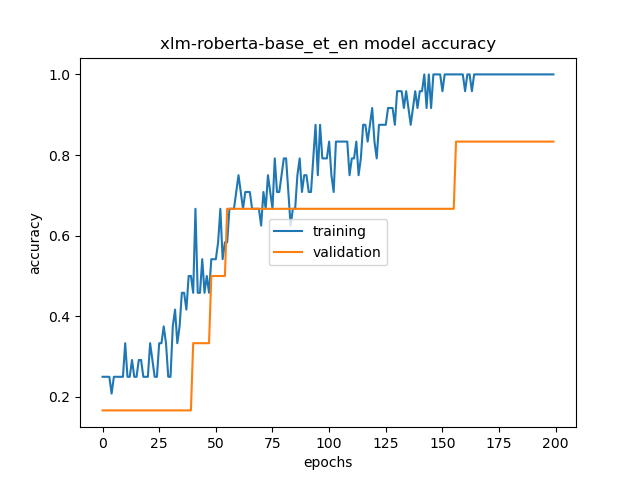 xlm-roberta-base_et_en model accuracy
1.0
0.8
0.6
0.4
0.2
accuracy
training
validation
0 25 50 75 100 125 150 175 200
epochs